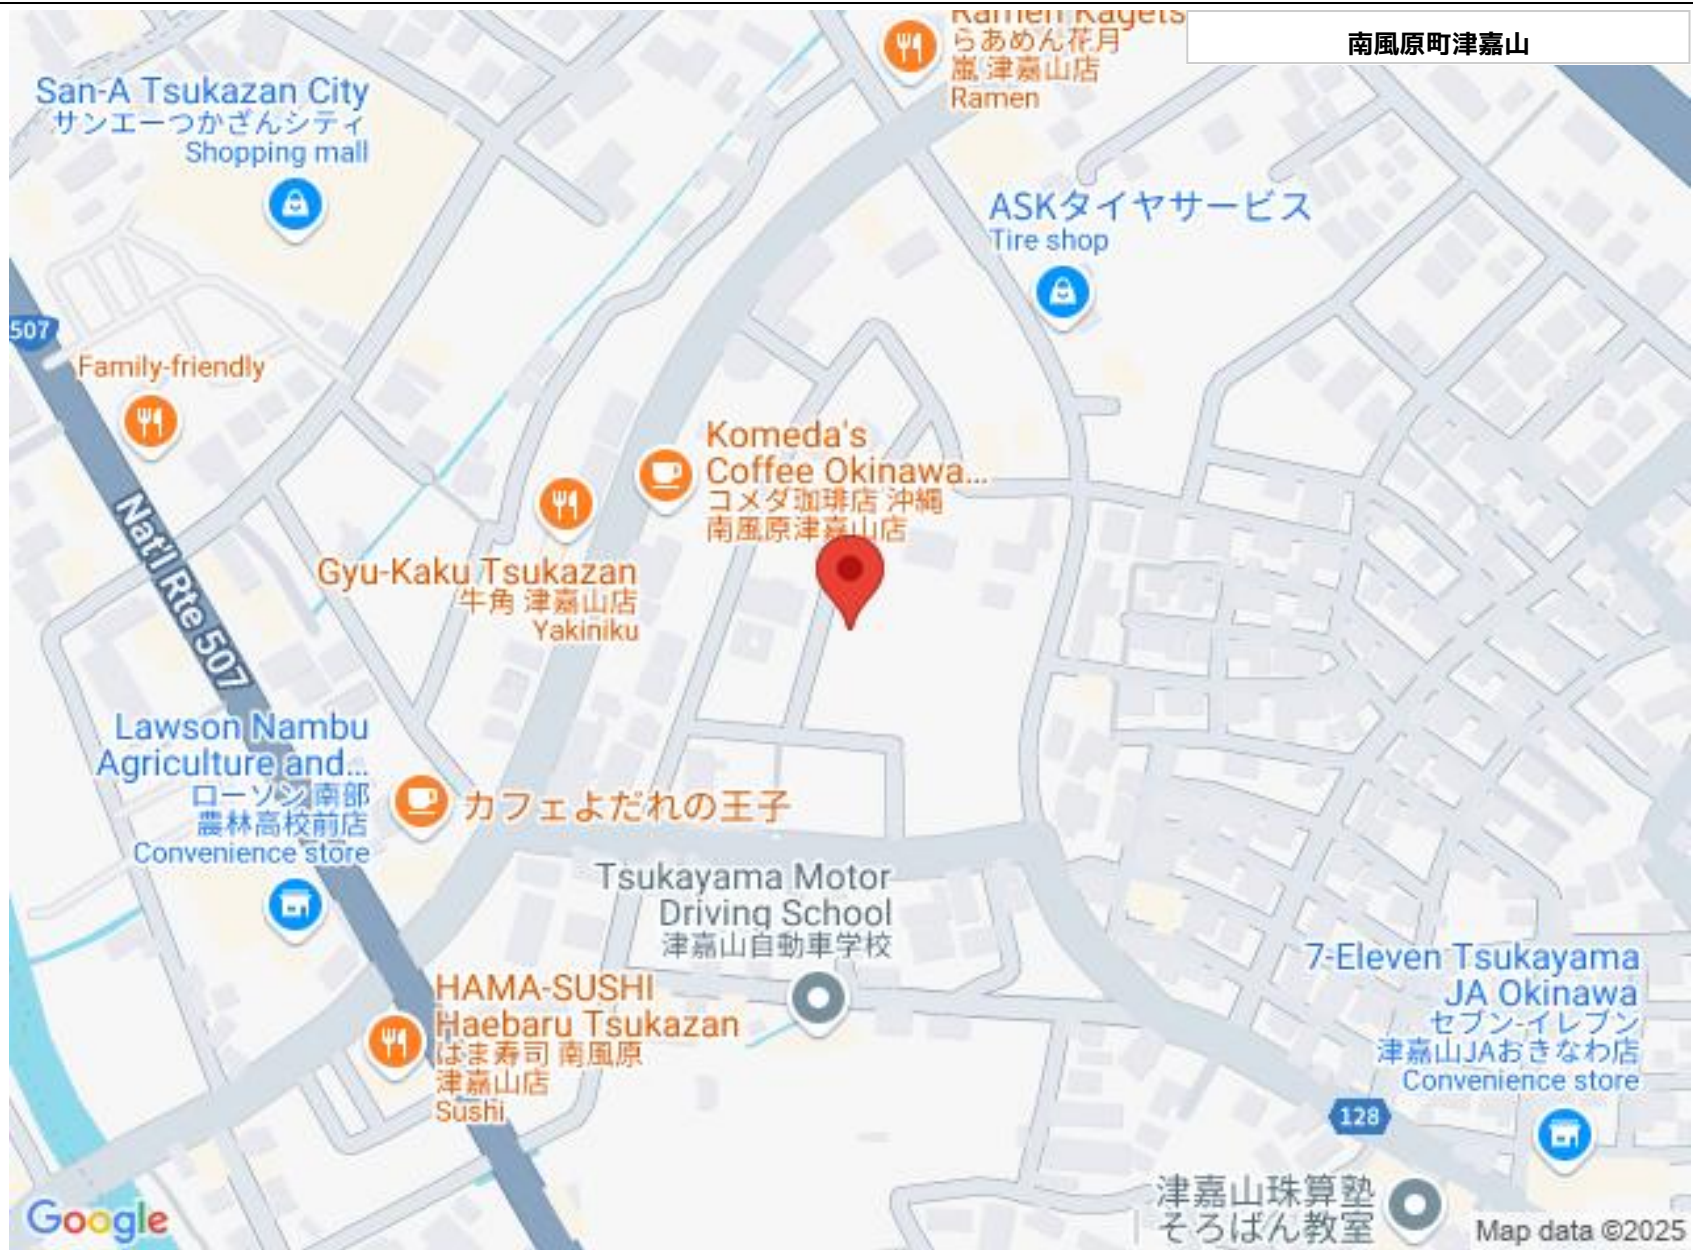 Ramen Kagets
らあめん花月
嵐 津嘉山店
Ramen
南風原町津嘉山
San-A Tsukazan City
サンエーつかざんシティ
Shopping mall
ASKタイヤサービス
Tire shop
507
Family-friendly
Komeda's
Coffee Okinawa...
コメダ珈琲店 沖縄
南風原津嘉山店
Nat'l Rte 507
Gyu-Kaku Tsukazan
牛角 津嘉山店
Yakiniku
Lawson Nambu
Agriculture and...
ローソン 南部
農林高校前店
Convenience store
カフェよだれの王子
Tsukayama Motor
Driving School
津嘉山自動車学校
HAMA-SUSHI
Haebaru Tsukazan
はま寿司 南風原
津嘉山店
Sushi
7-Eleven Tsukayama
JA Okinawa
セブン-イレブン
津嘉山JAおきなわ店
Convenience store
128
津嘉山珠算塾
｜そろばん教室
Google
Map data ©2025